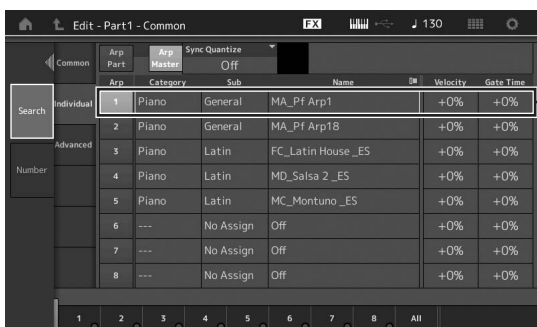 Edit - Part1 - Common FX 130
Common Arp Part Arp Master Sync Quantize Off
Arp Category Sub Name Velocity Gate Time
Search Individual 1 Piano General MA_Pf Arp1 +0% +0%
2 Piano General MA_Pf Arp18 +0% +0%
Advanced 3 Piano Latin FC_Latin House _ES +0% +0%
Number 4 Piano Latin MD_Salsa 2 _ES +0% +0%
5 Piano Latin MC_Montuno _ES +0% +0%
6 --- No Assign Off +0% +0%
7 --- No Assign Off +0% +0%
8 --- No Assign Off +0% +0%
1 2 3 4 5 6 7 8 All